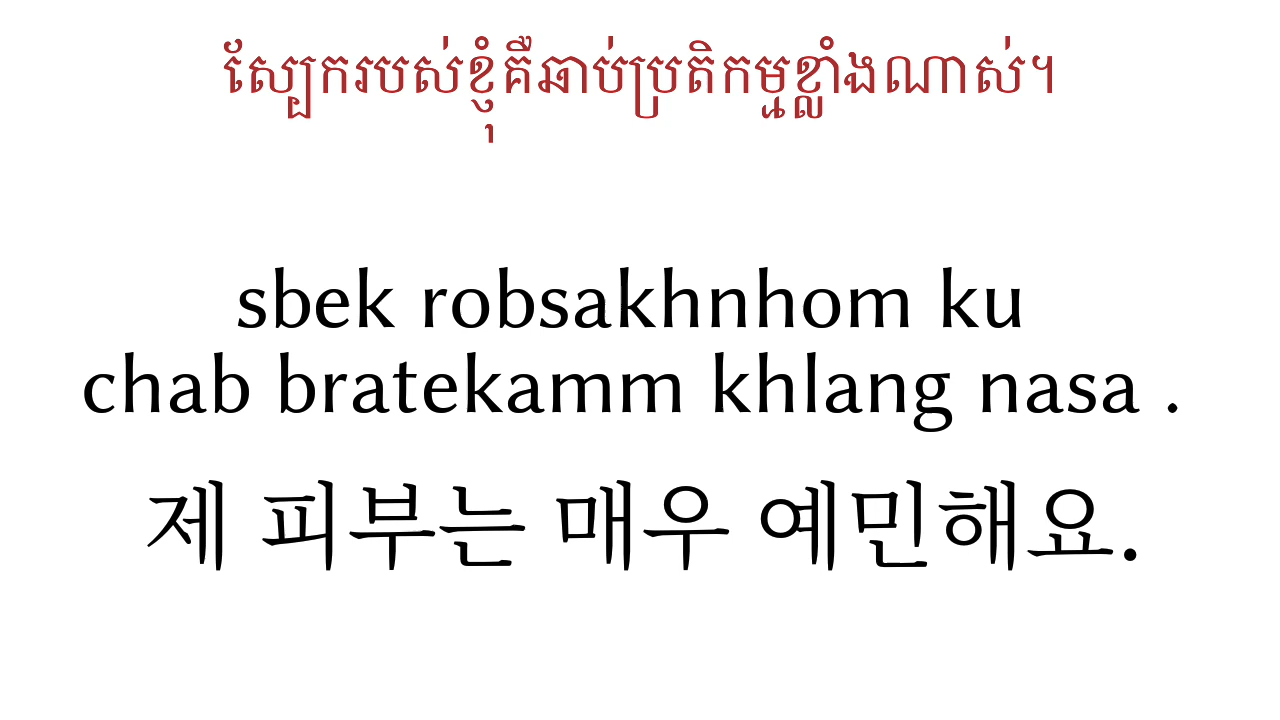 ស្បែករបស់ខ្ញុំគឺឆាប់ប្រតិកម្មខ្លាំងណាស់។
sbek robsakhnhom ku
chab bratekamm khlang nasa .
제 피부는 매우 예민해요.